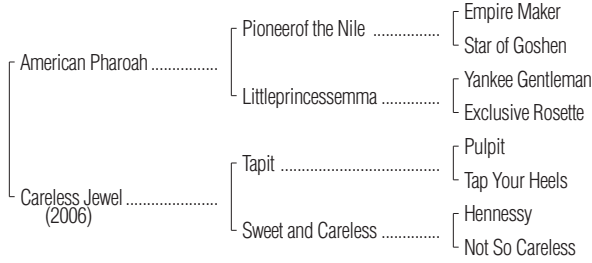 Empire Maker
Pioneerof the Nile ................
Star of Goshen
American Pharoah ................
Yankee Gentleman
Littleprincessemma ..............
Exclusive Rosette
Pulpit
Tapit ......................................
Tap Your Heels
Careless Jewel ......................
(2006)
Hennessy
Sweet and Careless ..............
Not So Careless